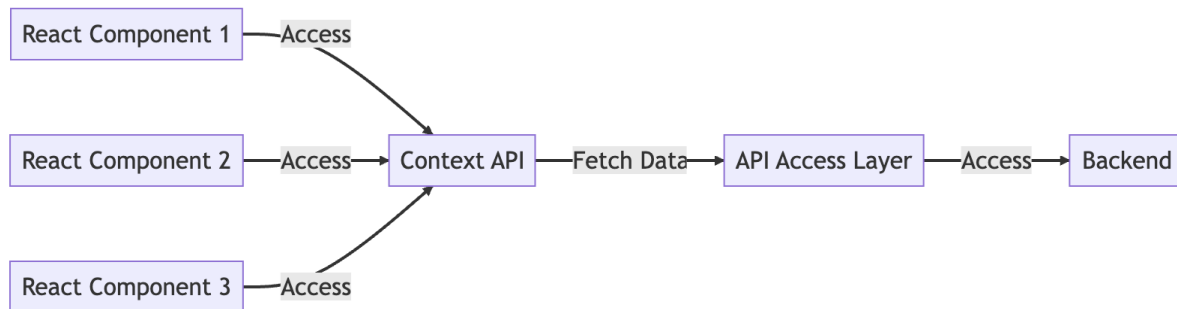 React Component 1
Access
React Component 2
Access
Context API
Fetch Data
API Access Layer
Access
Backend
React Component 3
Access